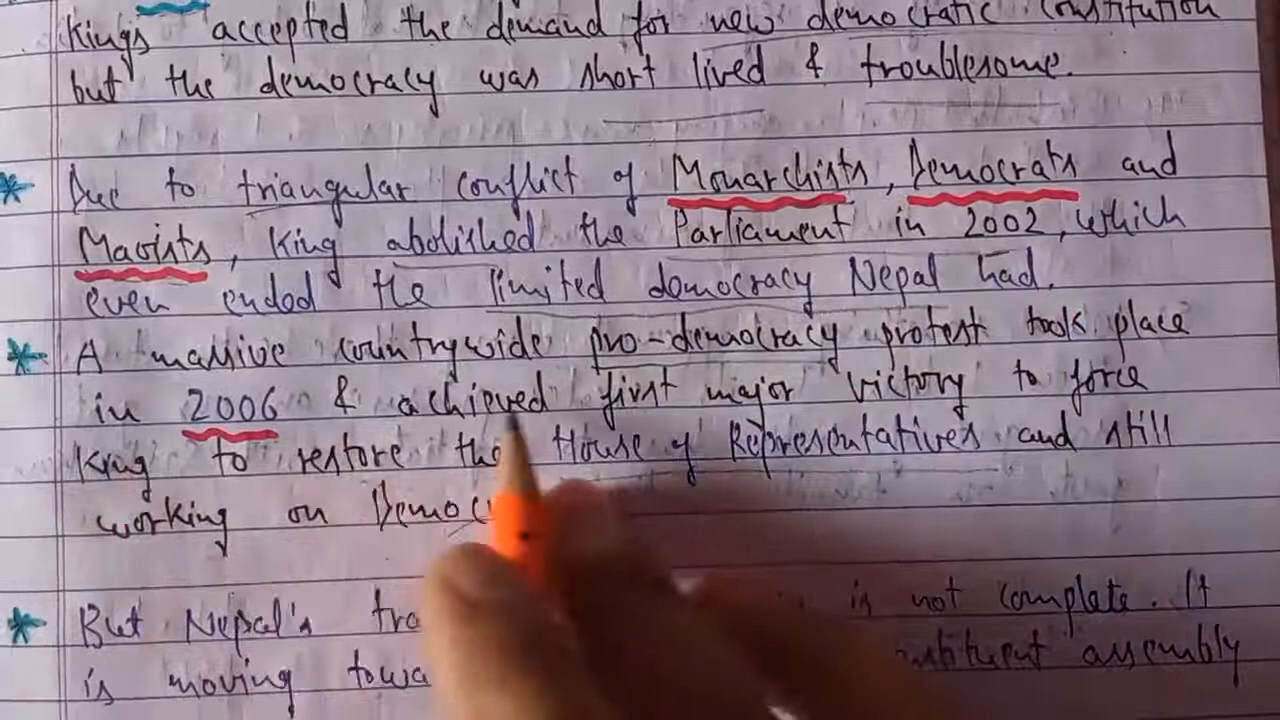 Kings accepted the demand for new democratic constitution
but the democracy was short lived & troublesome.
* Due to triangular conflict of Monarchists, Democrats and
Maoists, King abolished the Parliament in 2002, which
even ended the limited democracy Nepal had.
* A massive countrywide pro-democracy protest took place
in 2006 & achieved first major victory to force
King to restore the House of Representatives and still
working on
* But Nepal's is not complete. It
is moving assembly